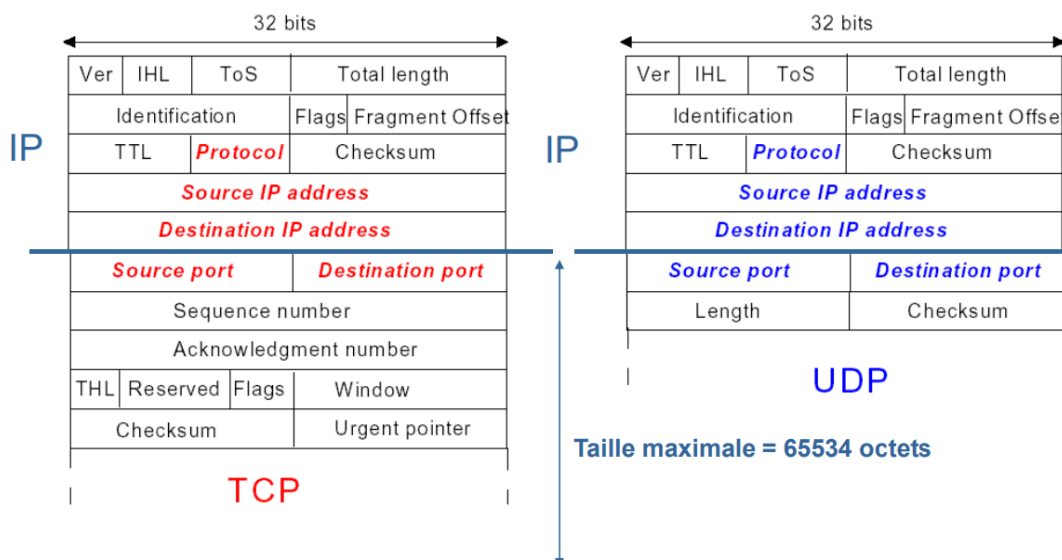 32 bits
Ver IHL ToS Total length
Identification Flags Fragment Offset
IP
TTL Protocol Checksum
Source IP address
Destination IP address
Source port Destination port
Sequence number
Acknowledgment number
THL Reserved Flags Window
Checksum Urgent pointer
TCP
32 bits
Ver IHL ToS Total length
Identification Flags Fragment Offset
IP
TTL Protocol Checksum
Source IP address
Destination IP address
Source port Destination port
Length Checksum
UDP
Taille maximale = 65534 octets